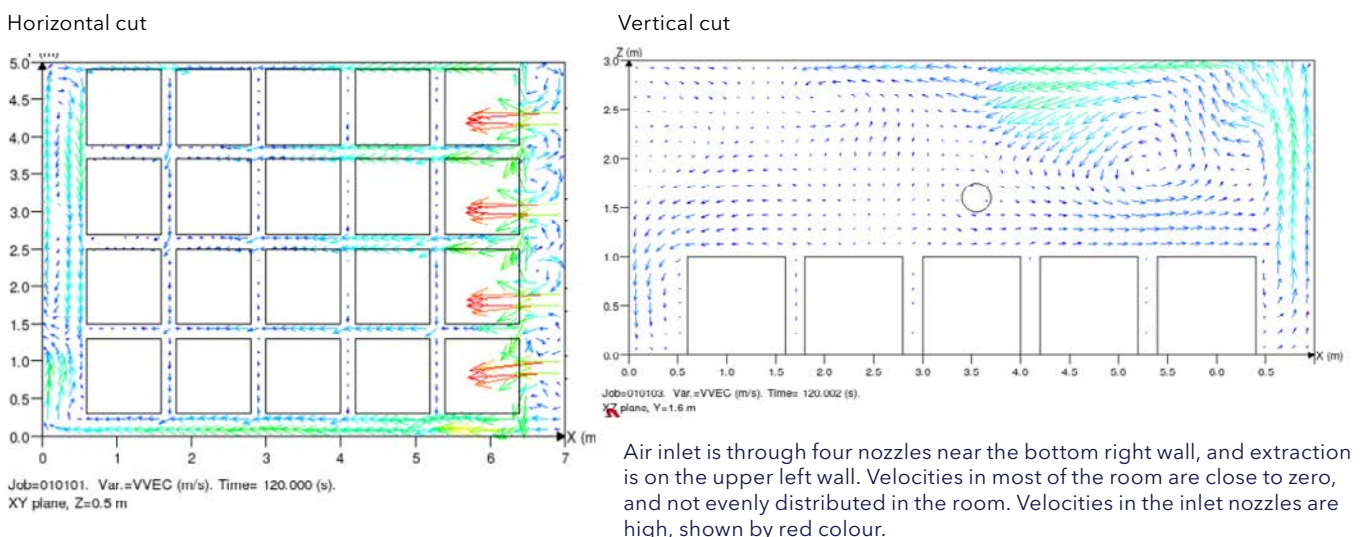 Horizontal cut
Vertical cut
5.0
4.5
4.0
3.5
3.0
2.5
2.0
1.5
1.0
0.5
0.0
0 1 2 3 4 5 6 7
X (m
Job=010101. Var.=VVEC (m/s). Time= 120.000 (s).
XY plane, Z=0.5 m
Z (m)
3.0
2.5
2.0
1.5
1.0
0.5
0.0
0.0 0.5 1.0 1.5 2.0 2.5 3.0 3.5 4.0 4.5 5.0 5.5 6.0 6.5
X (m)
Job=010103. Var.=VVEC (m/s). Time= 120.002 (s).
plane, Y=1.6 m
Air inlet is through four nozzles near the bottom right wall, and extraction
is on the upper left wall. Velocities in most of the room are close to zero,
and not evenly distributed in the room. Velocities in the inlet nozzles are
high, shown by red colour.